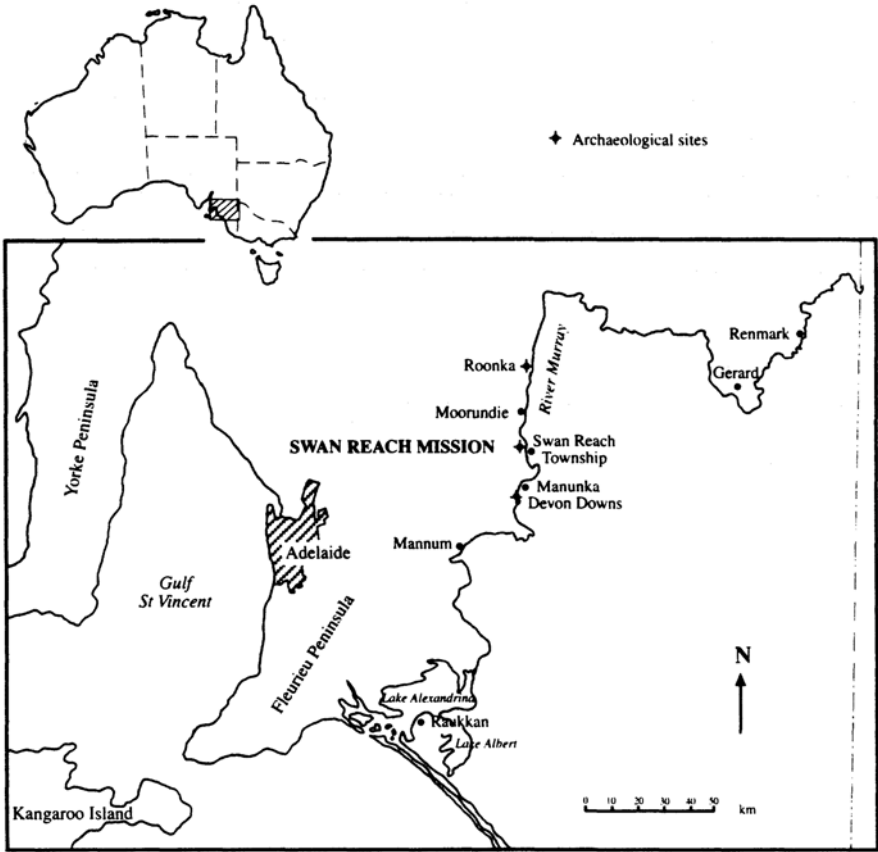 Archaeological sites
Renmark
Roonka
River Murray
Gerard
Moorundie
Yorke Peninsula
SWAN REACH MISSION
Swan Reach
Township
Manunka
Devon Downs
Mannum
Adelaide
Gulf
St Vincent
Fleurieu Peninsula
N
Lake Alexandrina
Raukkan
Lake Albert
Kangaroo Island
0 10 20 30 40 50
km